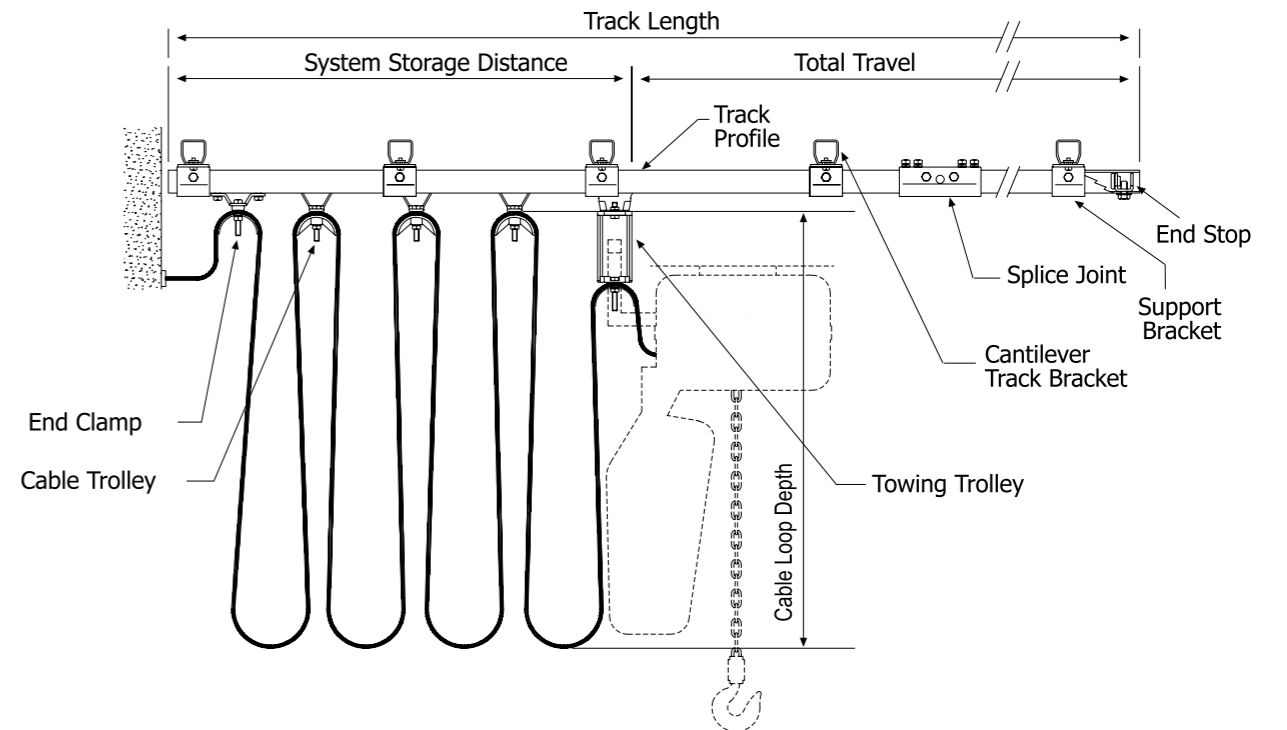 Track Length
System Storage Distance
Total Travel
Track
Profile
End Stop
Splice Joint
Support
Bracket
Cantilever
Track Bracket
End Clamp
Cable Trolley
Towing Trolley
Cable Loop Depth